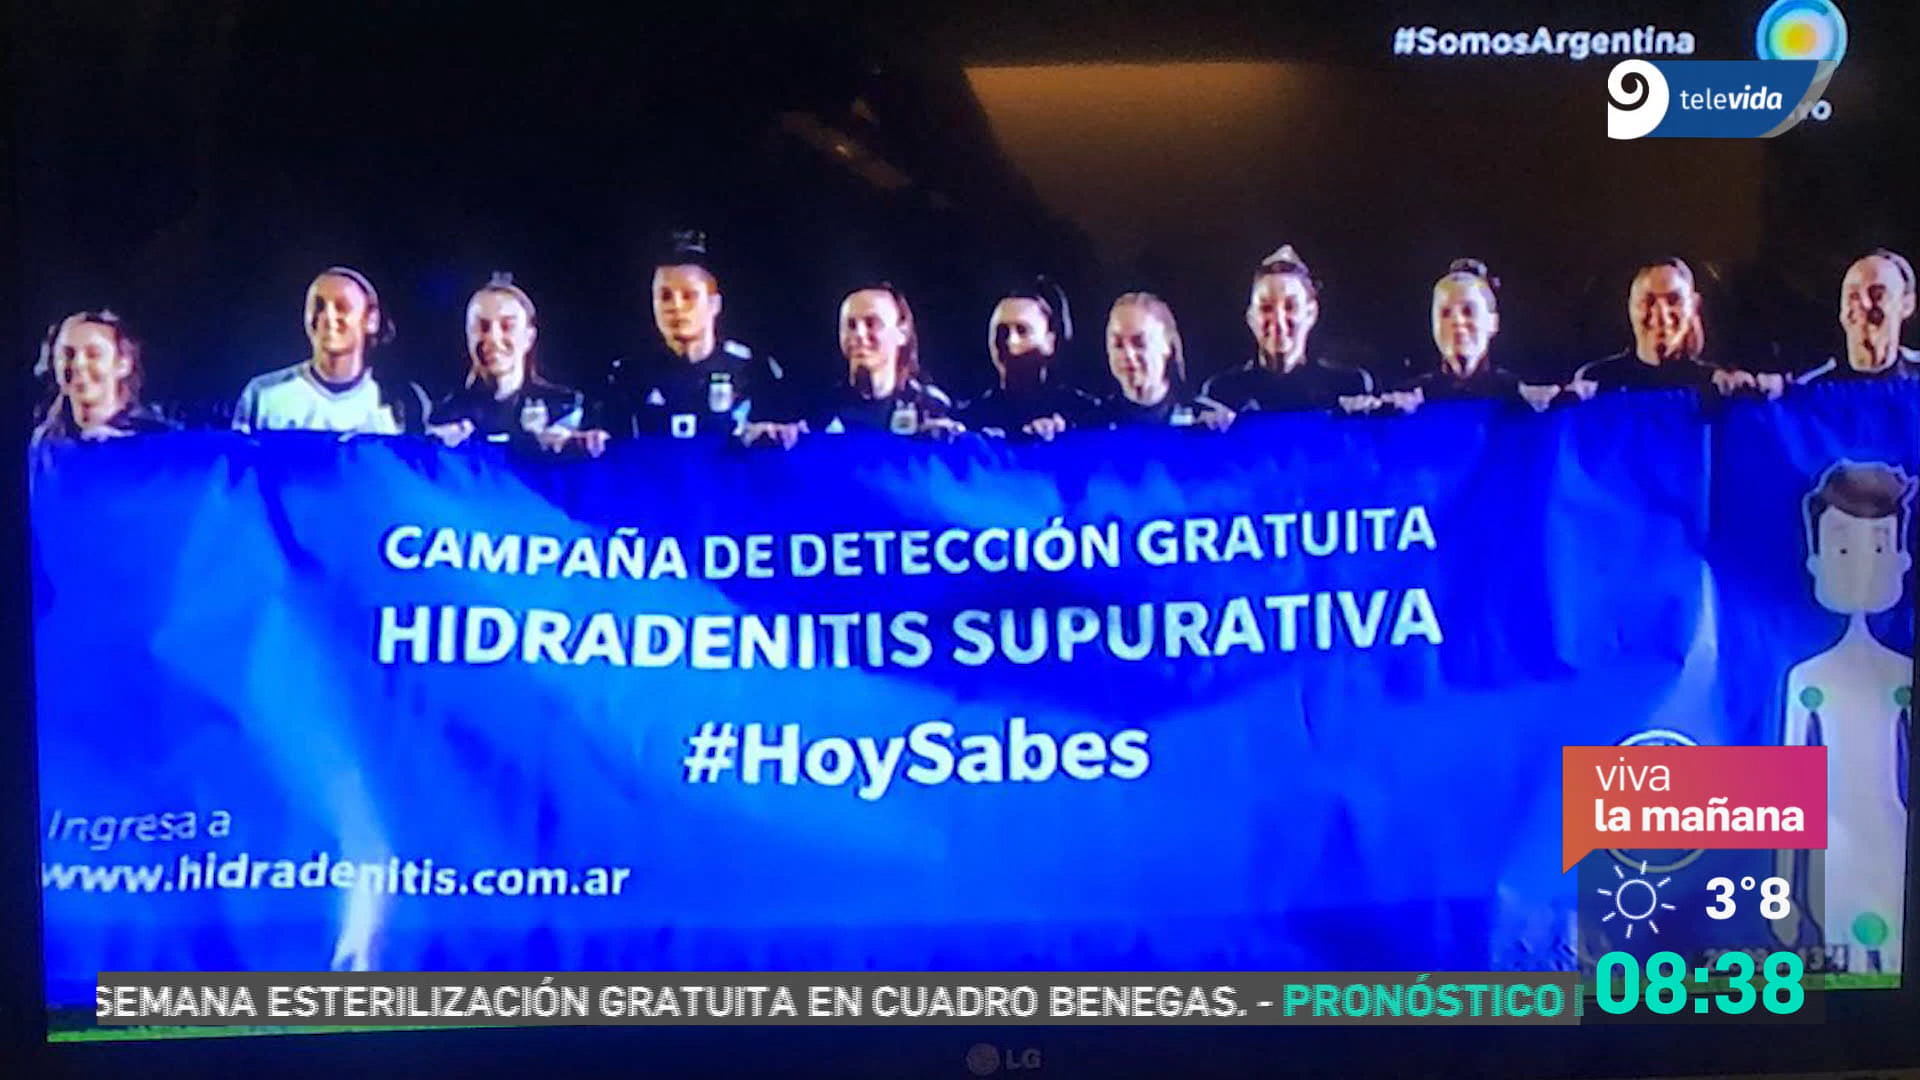 #SomosArgentina
9 televida
CAMPAÑA DE DETECCIÓN GRATUITA
HIDRADENITIS SUPURATIVA
#HoySabes
Ingresa a
www.hidradenitis.com.ar
viva
la mañana
3°8
08:38
SEMANA ESTERILIZACIÓN GRATUITA EN CUADRO BENEGAS. - PRONÓSTICO
LG